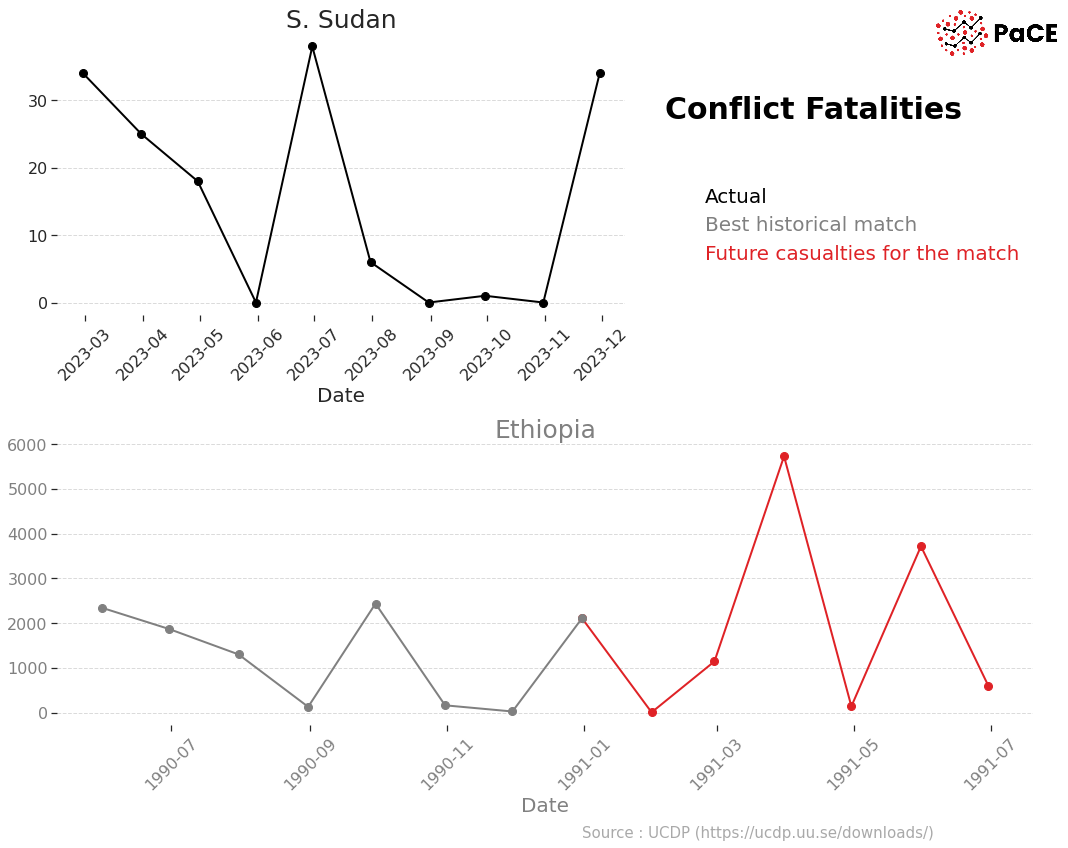 S. Sudan
PaCE
Conflict Fatalities
Actual
Best historical match
Future casualties for the match
30
20
10
0
2023-03
2023-04
2023-05
2023-06
2023-07
2023-08
2023-09
2023-10
2023-11
2023-12
Date
Ethiopia
6000
5000
4000
3000
2000
1000
0
1990-07
1990-09
1990-11
1991-01
1991-03
1991-05
1991-07
Date
Source : UCDP (https://ucdp.uu.se/downloads/)